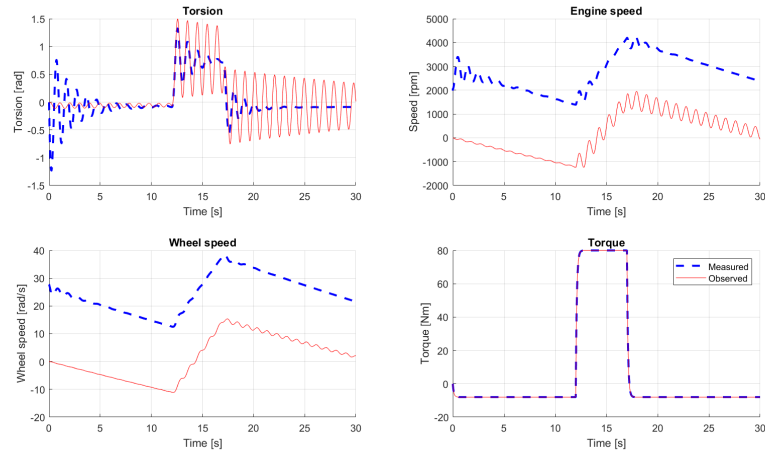 Torsion
1.5
1
0.5
0
-0.5
-1
-1.5
Torsion [rad]
0 5 10 15 20 25 30
Time [s]
Engine speed
5000
4000
3000
2000
1000
0
-1000
-2000
Speed [rpm]
0 5 10 15 20 25 30
Time [s]
Wheel speed
40
30
20
10
0
-10
-20
Wheel speed [rad/s]
0 5 10 15 20 25 30
Time [s]
Torque
80
60
40
20
0
-20
Torque [Nm]
Measured
Observed
0 5 10 15 20 25 30
Time [s]